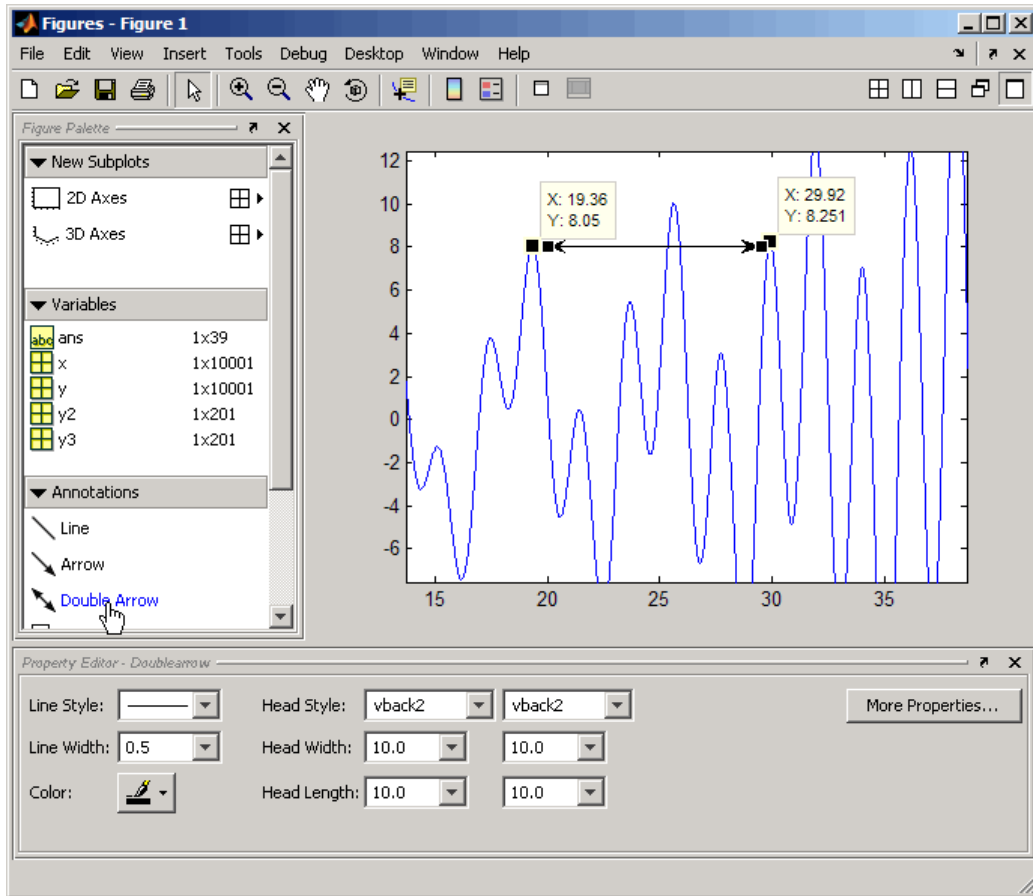 Figures - Figure 1
File Edit View Insert Tools Debug Desktop Window Help
Figure Palette
New Subplots
2D Axes
3D Axes
Variables
abc ans 1x39
x 1x10001
y 1x10001
y2 1x201
y3 1x201
Annotations
Line
Arrow
Double Arrow
12
10
8
6
4
2
0
-2
-4
-6
X: 19.36
Y: 8.05
X: 29.92
Y: 8.251
15 20 25 30 35
Property Editor - Doublearrow
Line Style: Head Style: vback2 vback2 More Properties...
Line Width: 0.5 Head Width: 10.0 10.0
Color: Head Length: 10.0 10.0